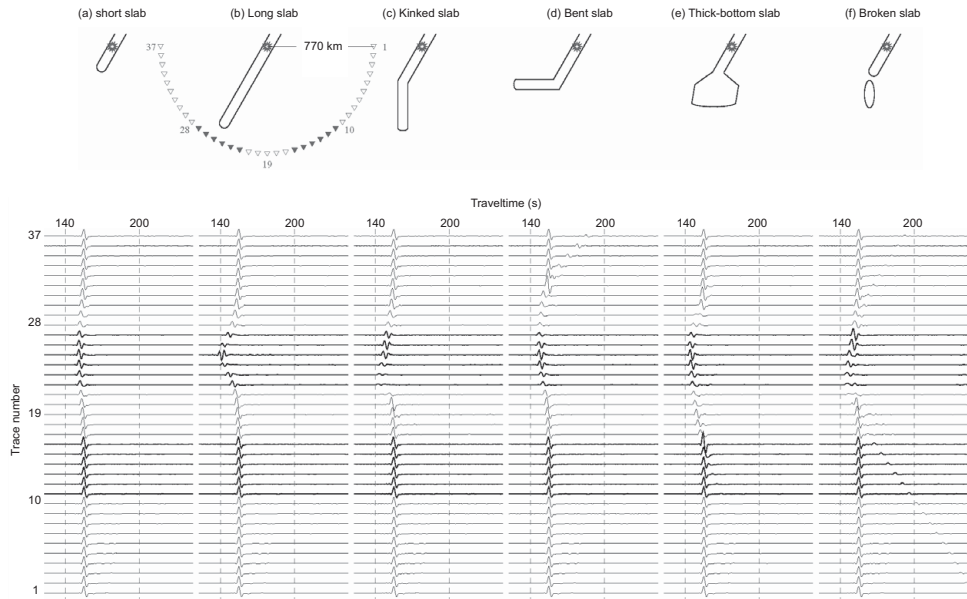 (a) short slab
(b) Long slab
(c) Kinked slab
(d) Bent slab
(e) Thick-bottom slab
(f) Broken slab
37
770 km
1
28
10
19
Traveltime (s)
140 200 140 200 140 200 140 200 140 200 140 200
37
28
19
10
1
Trace number